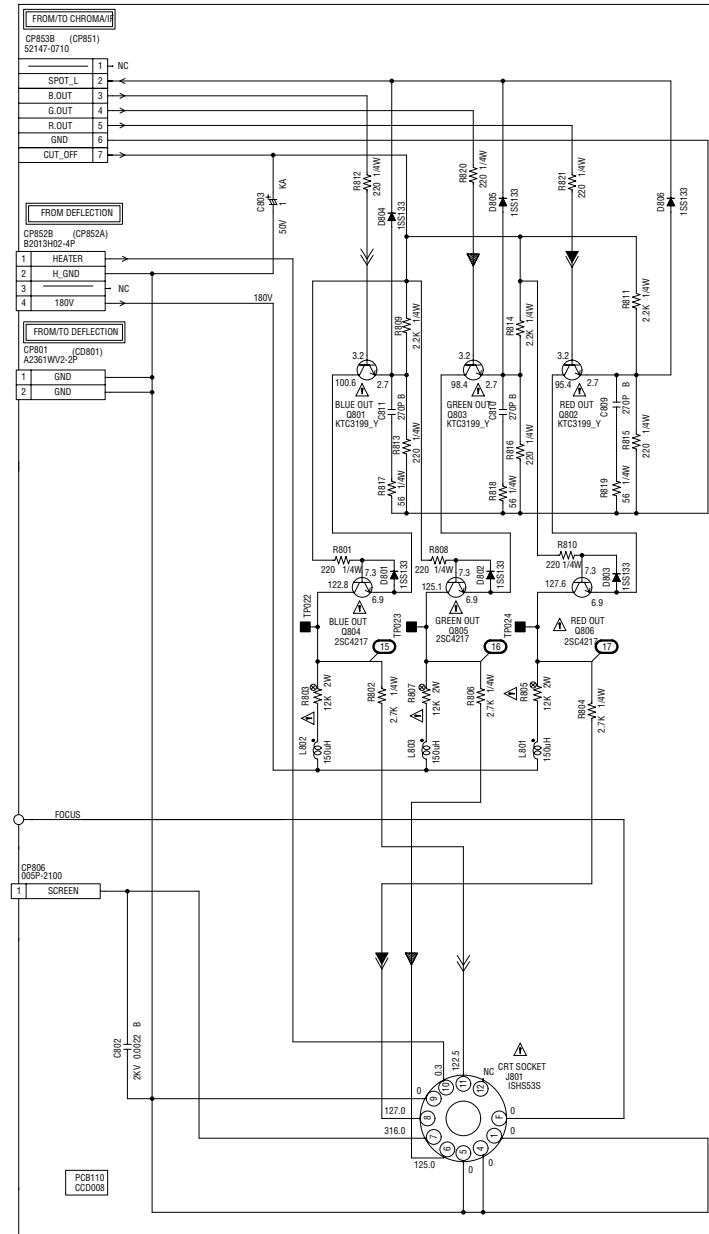 FROM/TO CHROMA/IF
CP853B (CP851)
52147-0710
1 NC
SPOT_L 2
B.OUT 3
G.OUT 4
R.OUT 5
GND 6
CUT_OFF 7
FROM DEFLECTION
CP852B (CP852A)
B2013H02-4P
1 HEATER
2 H_GND
3 NC
4 180V
180V
FROM/TO DEFLECTION
CP801 (CD801)
A2361WV2-2P
1 GND
2 GND
C803
50V 1 KA
R812
220 1/4W
D804
1SS133
R820
220 1/4W
D805
1SS133
R821
220 1/4W
D806
1SS133
R809
2.2K 1/4W
R814
2.2K 1/4W
R811
2.2K 1/4W
3.2
100.6
2.7
BLUE OUT
Q801
KTC3199_Y
3.2
98.4
2.7
GREEN OUT
Q803
KTC3199_Y
3.2
95.4
2.7
RED OUT
Q802
KTC3199_Y
C811
270P B
R813
220 1/4W
R817
56 1/4W
C810
270P B
R816
220 1/4W
R818
56 1/4W
C809
270P B
R815
220 1/4W
R819
56 1/4W
R801
220 1/4W
D801
1SS133
7.3
122.8
6.9
BLUE OUT
Q804
2SC4217
TP022
15
R808
220 1/4W
D802
1SS133
7.3
125.1
6.9
GREEN OUT
Q805
2SC4217
TP023
16
R810
220 1/4W
D803
1SS133
7.3
127.6
6.9
RED OUT
Q806
2SC4217
TP024
17
R803
12K 2W
R802
2.7K 1/4W
R807
12K 2W
R806
2.7K 1/4W
R805
12K 2W
R804
2.7K 1/4W
L802
150uH
L803
150uH
L801
150uH
FOCUS
CP806
005P-2100
1 SCREEN
C802
2KV 0.0022 B
CRT SOCKET
J801
ISHS53S
0.3
122.5
NC
0
127.0
316.0
125.0
0
0
0
0
10
11
12
9
8
7
6
5
4
1
F
PCB110
CCD008